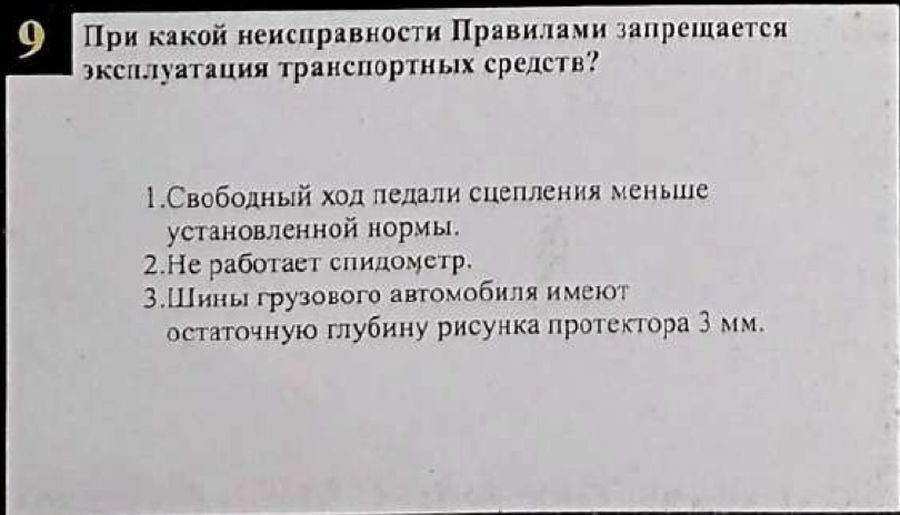 9
При какой неисправности Правилами запрещается
эксплуатация транспортных средств?
1.Свободный ход педали сцепления меньше
установленной нормы.
2.Не работает спидометр.
3.Шины грузового автомобиля имеют
остаточную глубину рисунка протектора 3 мм.